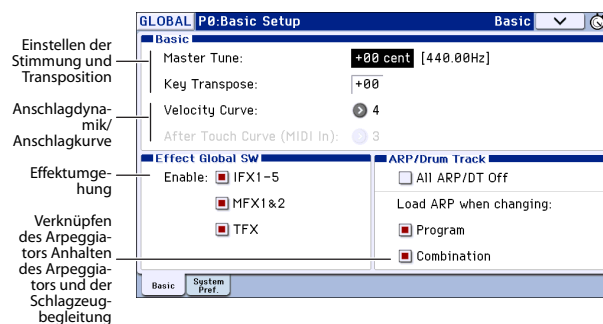 GLOBAL P0:Basic Setup Basic
Basic
Einstellen der
Stimmung und
Transposition
Master Tune: +00 cent [440.00Hz]
Key Transpose: +00
Anschlagdyna-
mik/
Anschlagkurve
Velocity Curve: 4
After Touch Curve (MIDI In): 3
Effektumge-
hung
Effect Global SW
Enable: IFX1-5
MFX1&2
TFX
ARP/Drum Track
All ARP/DT Off
Load ARP when changing:
Program
Combination
Verknüpfen
des Arpeggia-
tors Anhalten
des Arpeggia-
tors und der
Schlagzeug-
begleitung
Basic
System
Pref.